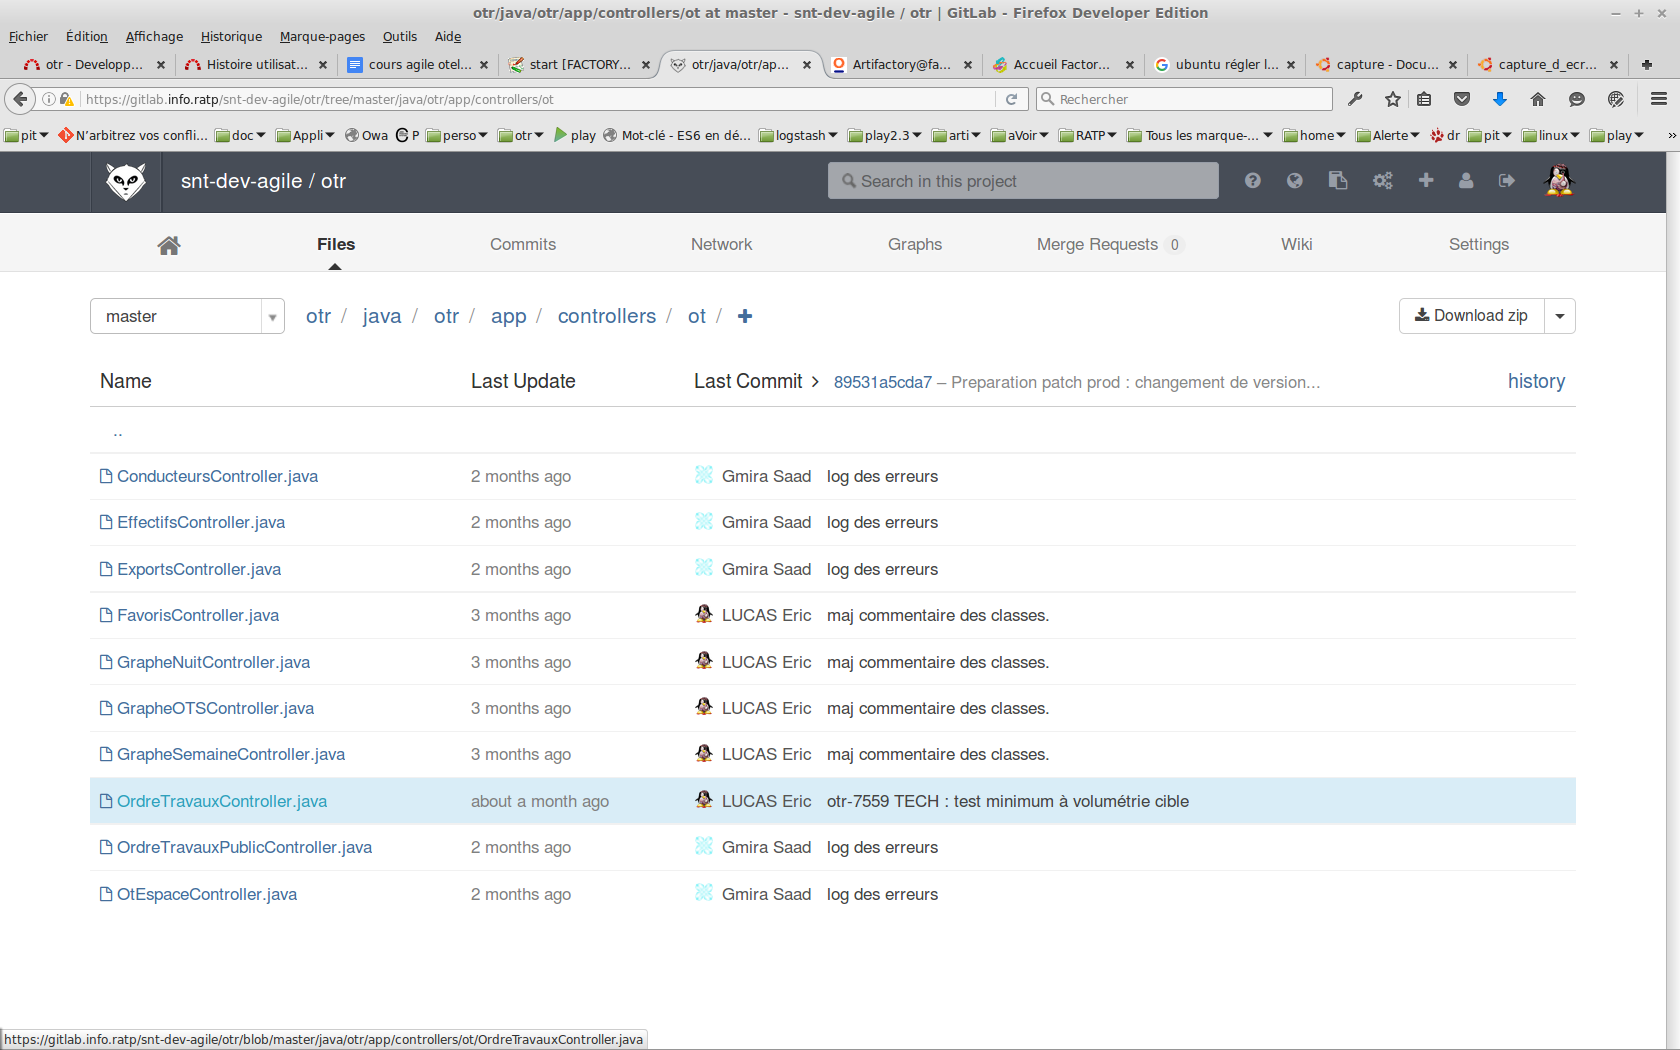 otr/java/otr/app/controllers/ot at master - snt-dev-agile / otr | GitLab - Firefox Developer Edition
Fichier Édition Affichage Historique Marque-pages Outils Aide
otr - Developp... Histoire utilisat... cours agile otel... start [FACTORY... otr/java/otr/ap... Artifactory@fa... Accueil Factor... ubuntu régler l... capture - Docu... capture_d_ecr...
https://gitlab.info.ratp/snt-dev-agile/otr/tree/master/java/otr/app/controllers/ot Rechercher
pit N'arbitrez vos confli... doc Appli Owa P perso otr play Mot-clé - ES6 en dé... logstash play2.3 arti aVoir RATP Tous les marque-... home Alerte dr pit linux play »
snt-dev-agile / otr Search in this project
Files Commits Network Graphs Merge Requests 0 Wiki Settings
master otr / java / otr / app / controllers / ot / + Download zip
Name Last Update Last Commit > 89531a5cda7 – Preparation patch prod : changement de version... history
..
ConducteursController.java 2 months ago Gmira Saad log des erreurs
EffectifsController.java 2 months ago Gmira Saad log des erreurs
ExportsController.java 2 months ago Gmira Saad log des erreurs
FavorisController.java 3 months ago LUCAS Eric maj commentaire des classes.
GrapheNuitController.java 3 months ago LUCAS Eric maj commentaire des classes.
GrapheOTSController.java 3 months ago LUCAS Eric maj commentaire des classes.
GrapheSemaineController.java 3 months ago LUCAS Eric maj commentaire des classes.
OrdreTravauxController.java about a month ago LUCAS Eric otr-7559 TECH : test minimum à volumétrie cible
OrdreTravauxPublicController.java 2 months ago Gmira Saad log des erreurs
OtEspaceController.java 2 months ago Gmira Saad log des erreurs
https://gitlab.info.ratp/snt-dev-agile/otr/blob/master/java/otr/app/controllers/ot/OrdreTravauxController.java